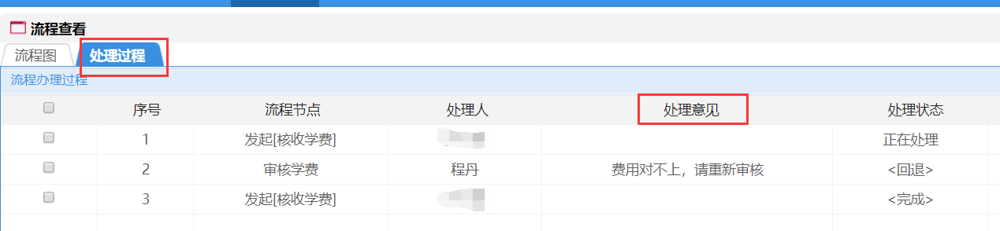 流程查看
流程图 处理过程
流程办理过程
序号 流程节点 处理人 处理意见 处理状态
1 发起[核收学费] 正在处理
2 审核学费 程丹 费用对不上，请重新审核 <回退>
3 发起[核收学费] <完成>